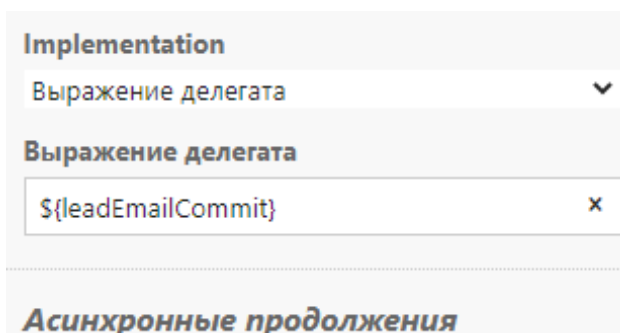 Implementation
Выражение делегата
Выражение делегата
${leadEmailCommit}
Асинхронные продолжения